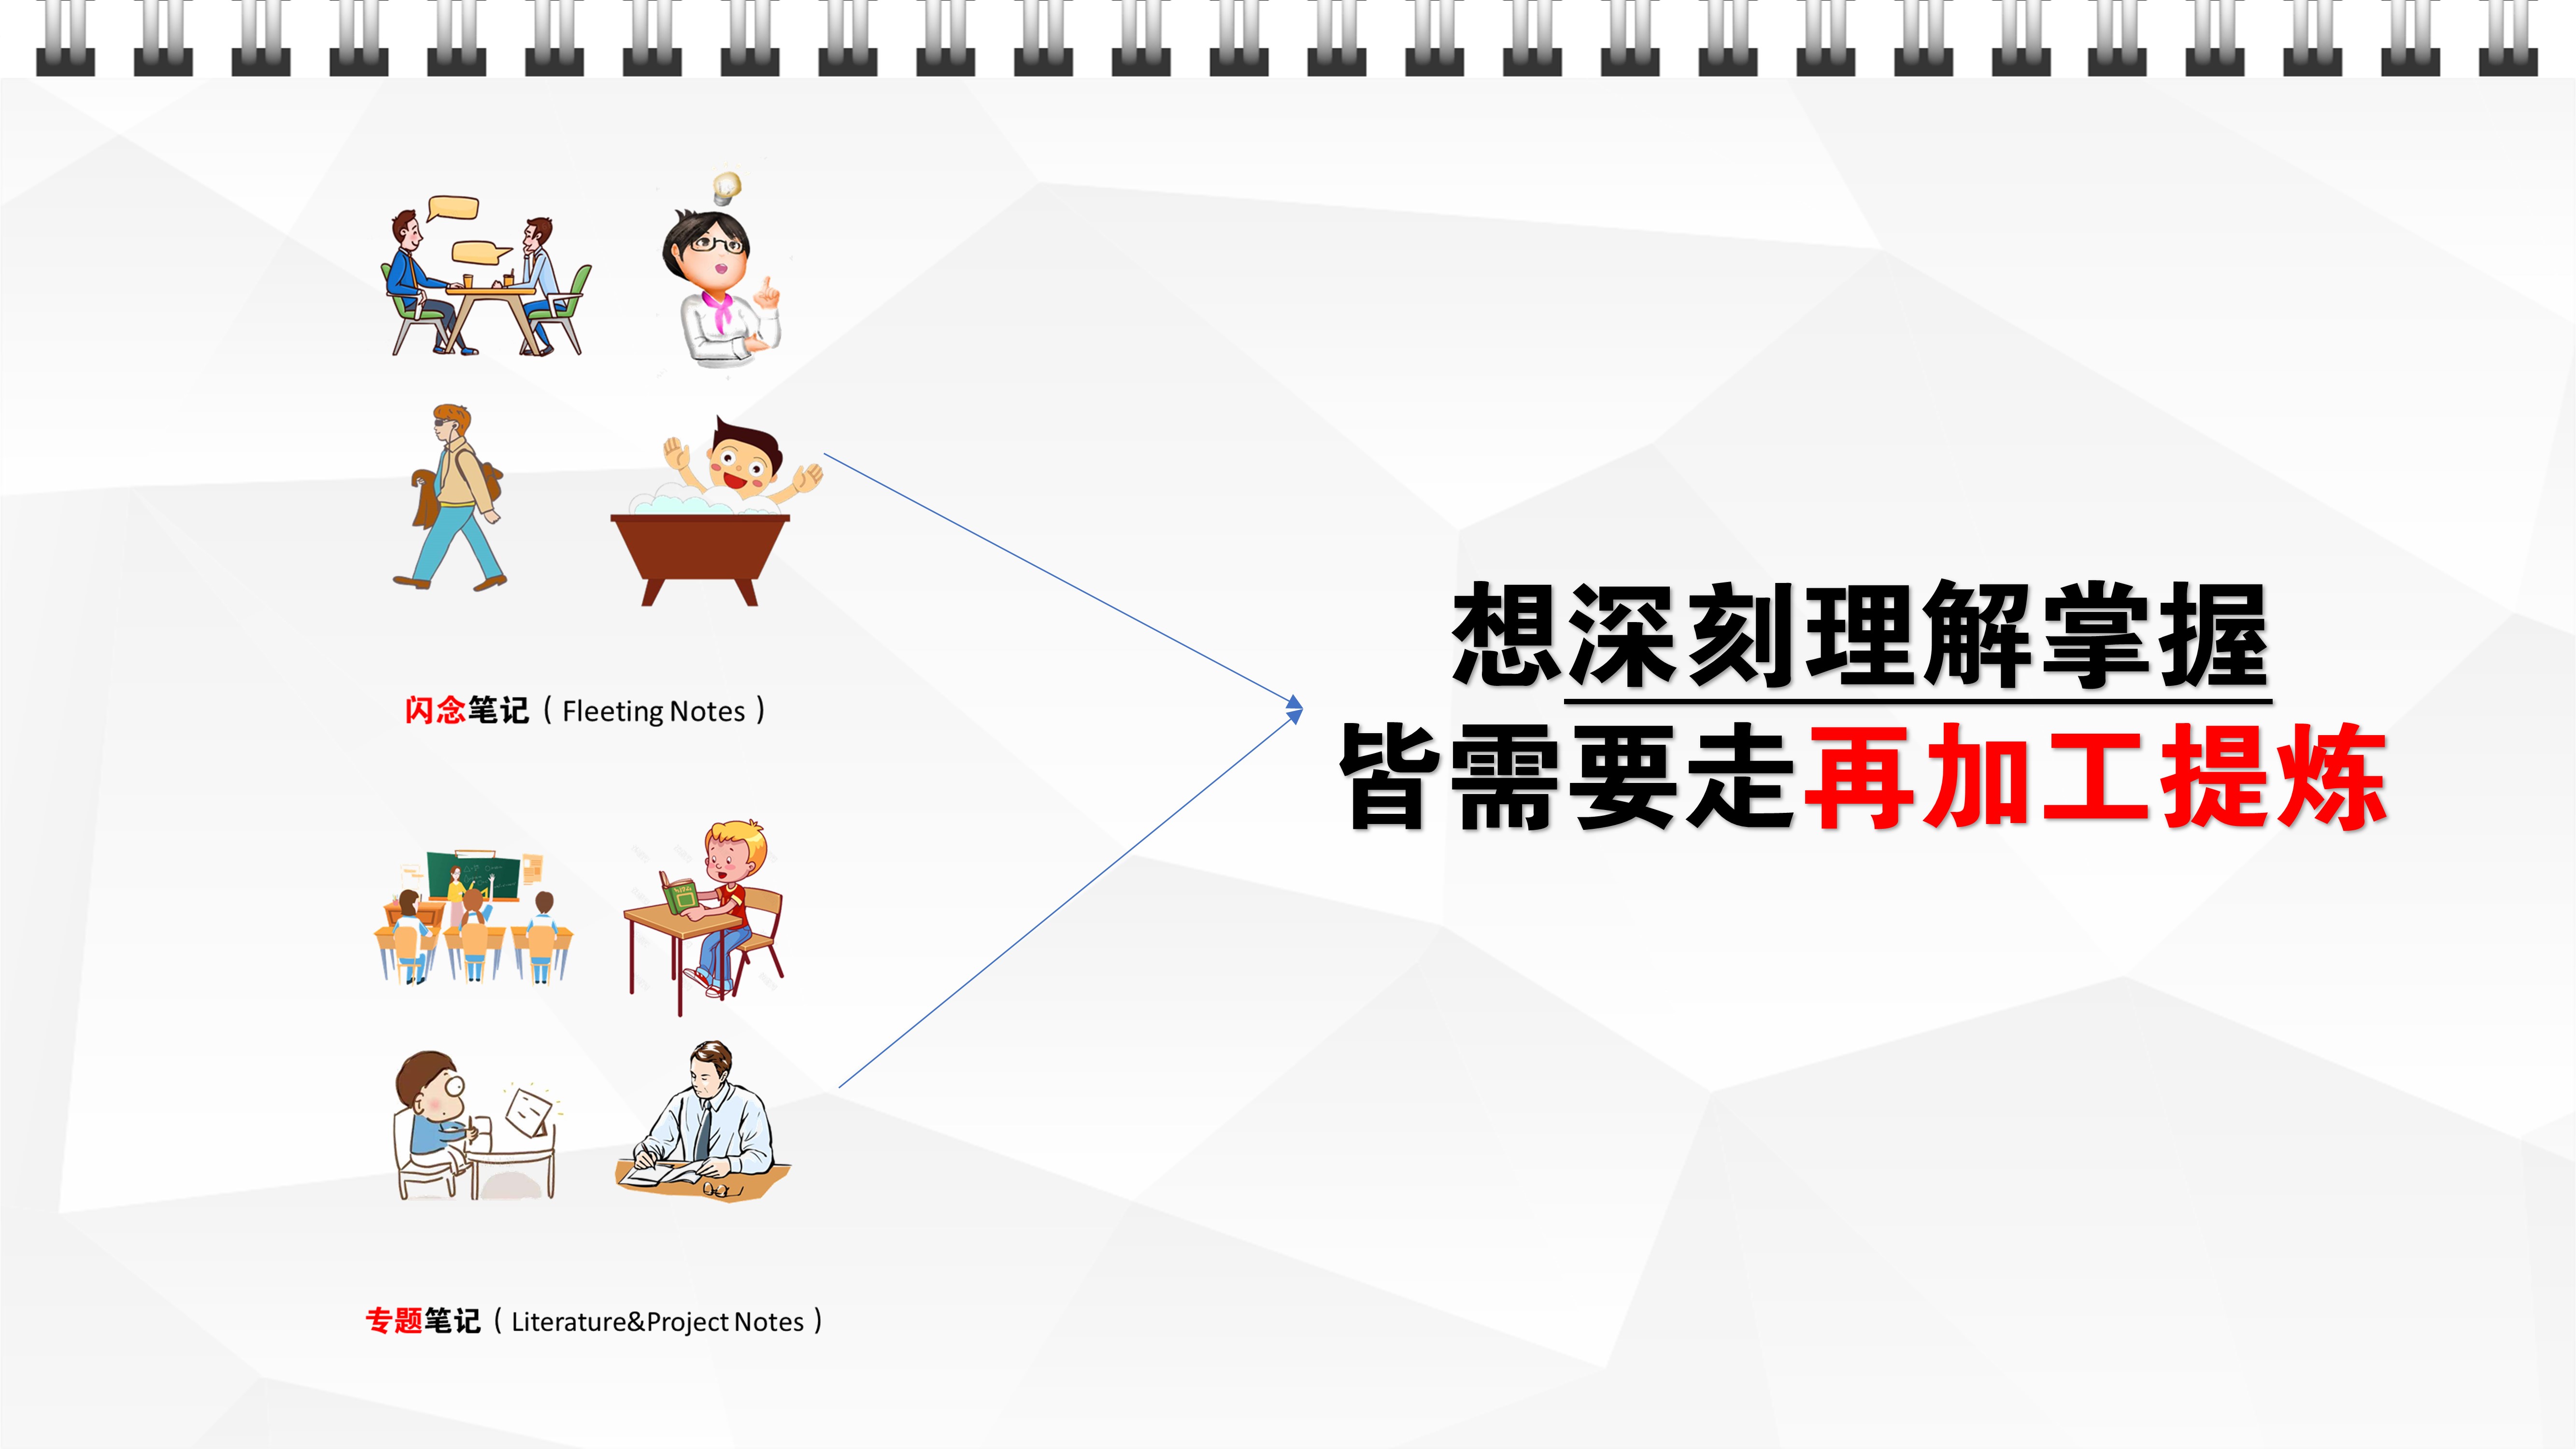 闪念笔记（Fleeting Notes）
专题笔记（Literature&Project Notes）
想深刻理解掌握
皆需要走再加工提炼